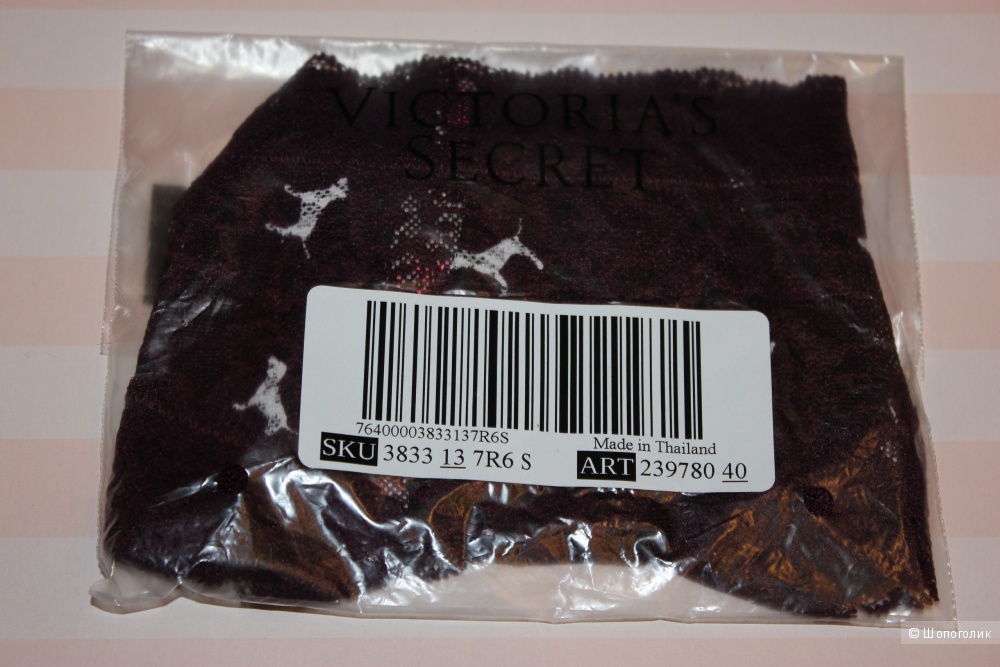 VICTORIA'S
SECRET
76400003833137R6S
Made in Thailand
SKU 3833 13 7R6 S
ART 239780 40
© Шопоголик